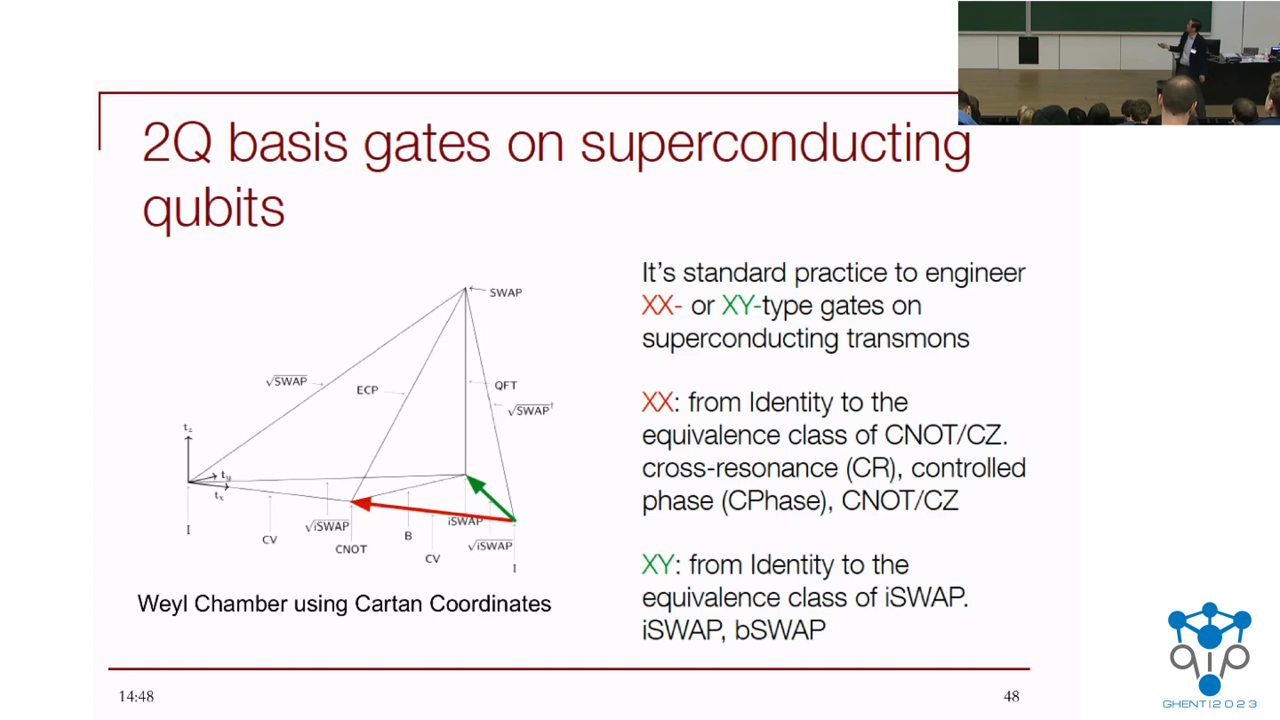 2Q basis gates on superconducting
qubits
It's standard practice to engineer
XX- or XY-type gates on
superconducting transmons
XX: from Identity to the
equivalence class of CNOT/CZ.
cross-resonance (CR), controlled
phase (CPhase), CNOT/CZ
XY: from Identity to the
equivalence class of iSWAP.
iSWAP, bSWAP
SWAP
√SWAP
ECP
QFT
√SWAP†
tz
ty
tx
I
CV
√iSWAP
CNOT
B
CV
iSWAP
√iSWAP
I
Weyl Chamber using Cartan Coordinates
14:48
48
qip
GHENT|2023